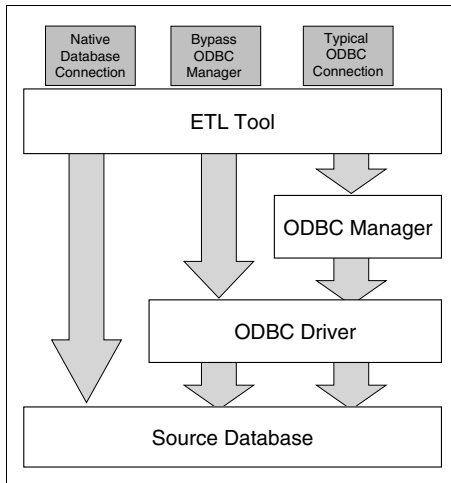 Native
Database
Connection
Bypass
ODBC
Manager
Typical
ODBC
Connection
ETL Tool
ODBC Manager
ODBC Driver
Source Database